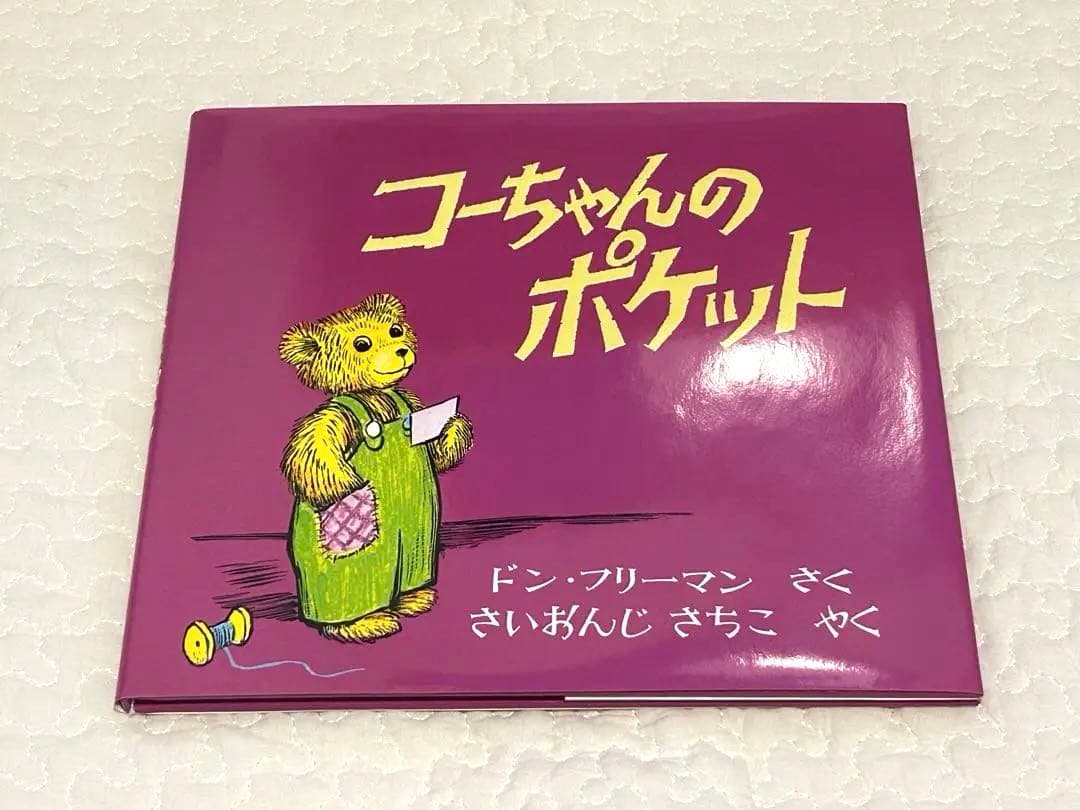 コーちゃんの
ポケット
ドン・フリーマン さく
さいおんじ さちこ やく